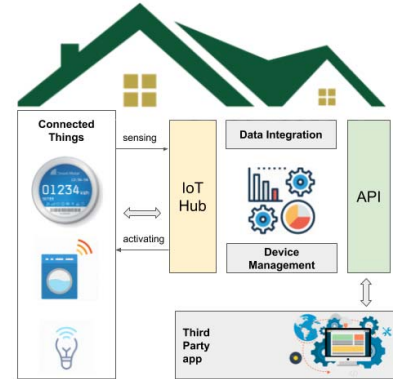 Connected
Things
sensing
01234
activating
IoT
Hub
Data Integration
Device
Management
API
Third
Party
app